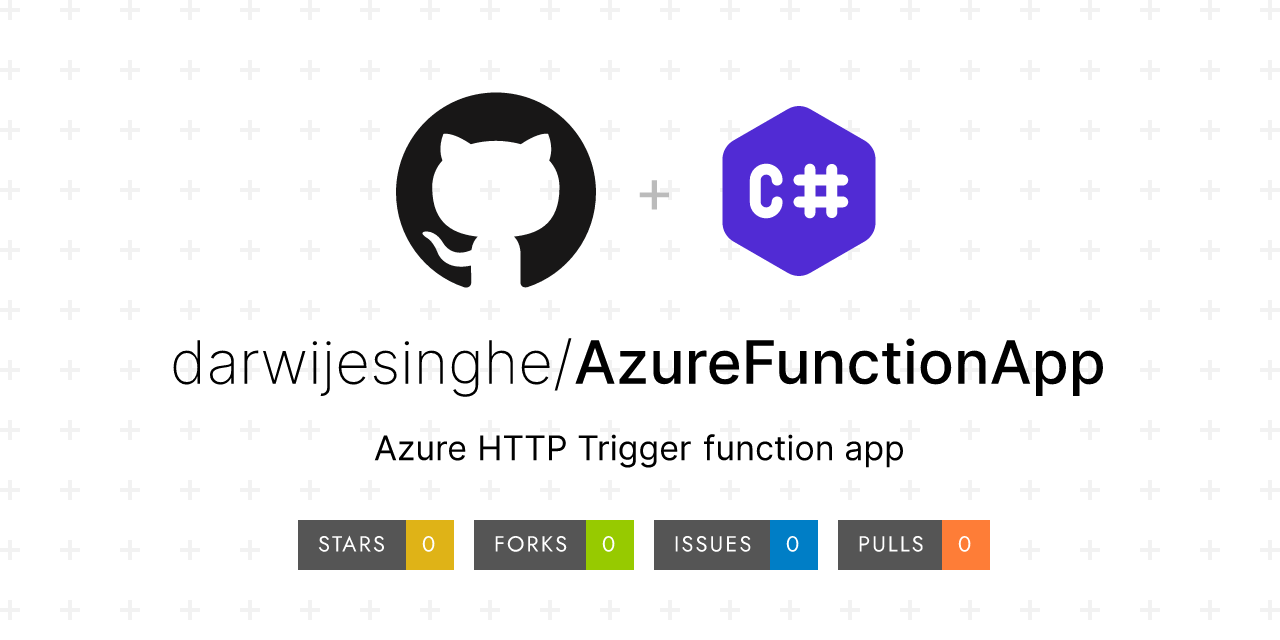 C#
+
darwijesinghe/AzureFunctionApp
Azure HTTP Trigger function app
STARS 0 FORKS 0 ISSUES 0 PULLS 0